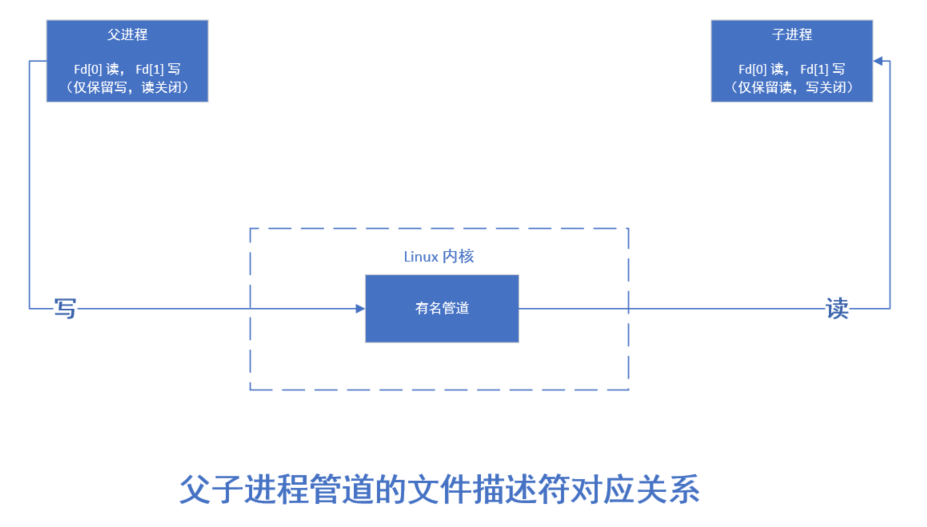 父进程
Fd[0] 读， Fd[1] 写
（仅保留写，读关闭）
子进程
Fd[0] 读， Fd[1] 写
（仅保留读，写关闭）
Linux 内核
有名管道
写
读
父子进程管道的文件描述符对应关系